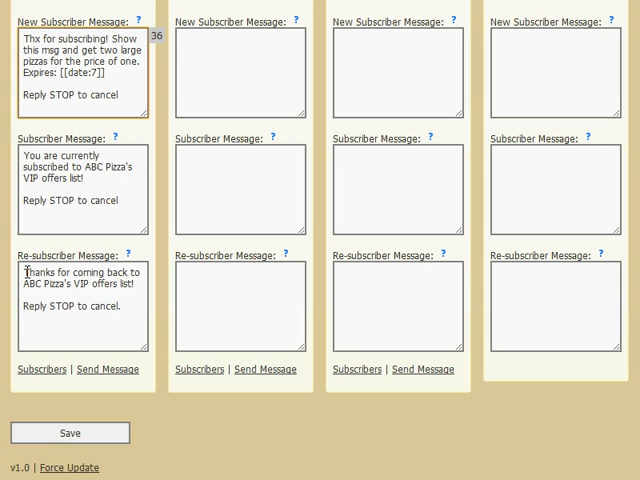 New Subscriber Message: ? New Subscriber Message: ? New Subscriber Message: ? New Subscriber Message: ?
Thx for subscribing! Show
this msg and get two large
pizzas for the price of one.
Expires: [[date:7]]
Reply STOP to cancel
36
Subscriber Message: ? Subscriber Message: ? Subscriber Message: ? Subscriber Message: ?
You are currently
subscribed to ABC Pizza's
VIP offers list!
Reply STOP to cancel
Re-subscriber Message: ? Re-subscriber Message: ? Re-subscriber Message: ? Re-subscriber Message: ?
Thanks for coming back to
ABC Pizza's VIP offers list!
Reply STOP to cancel.
Subscribers | Send Message Subscribers | Send Message Subscribers | Send Message
Save
v1.0 | Force Update